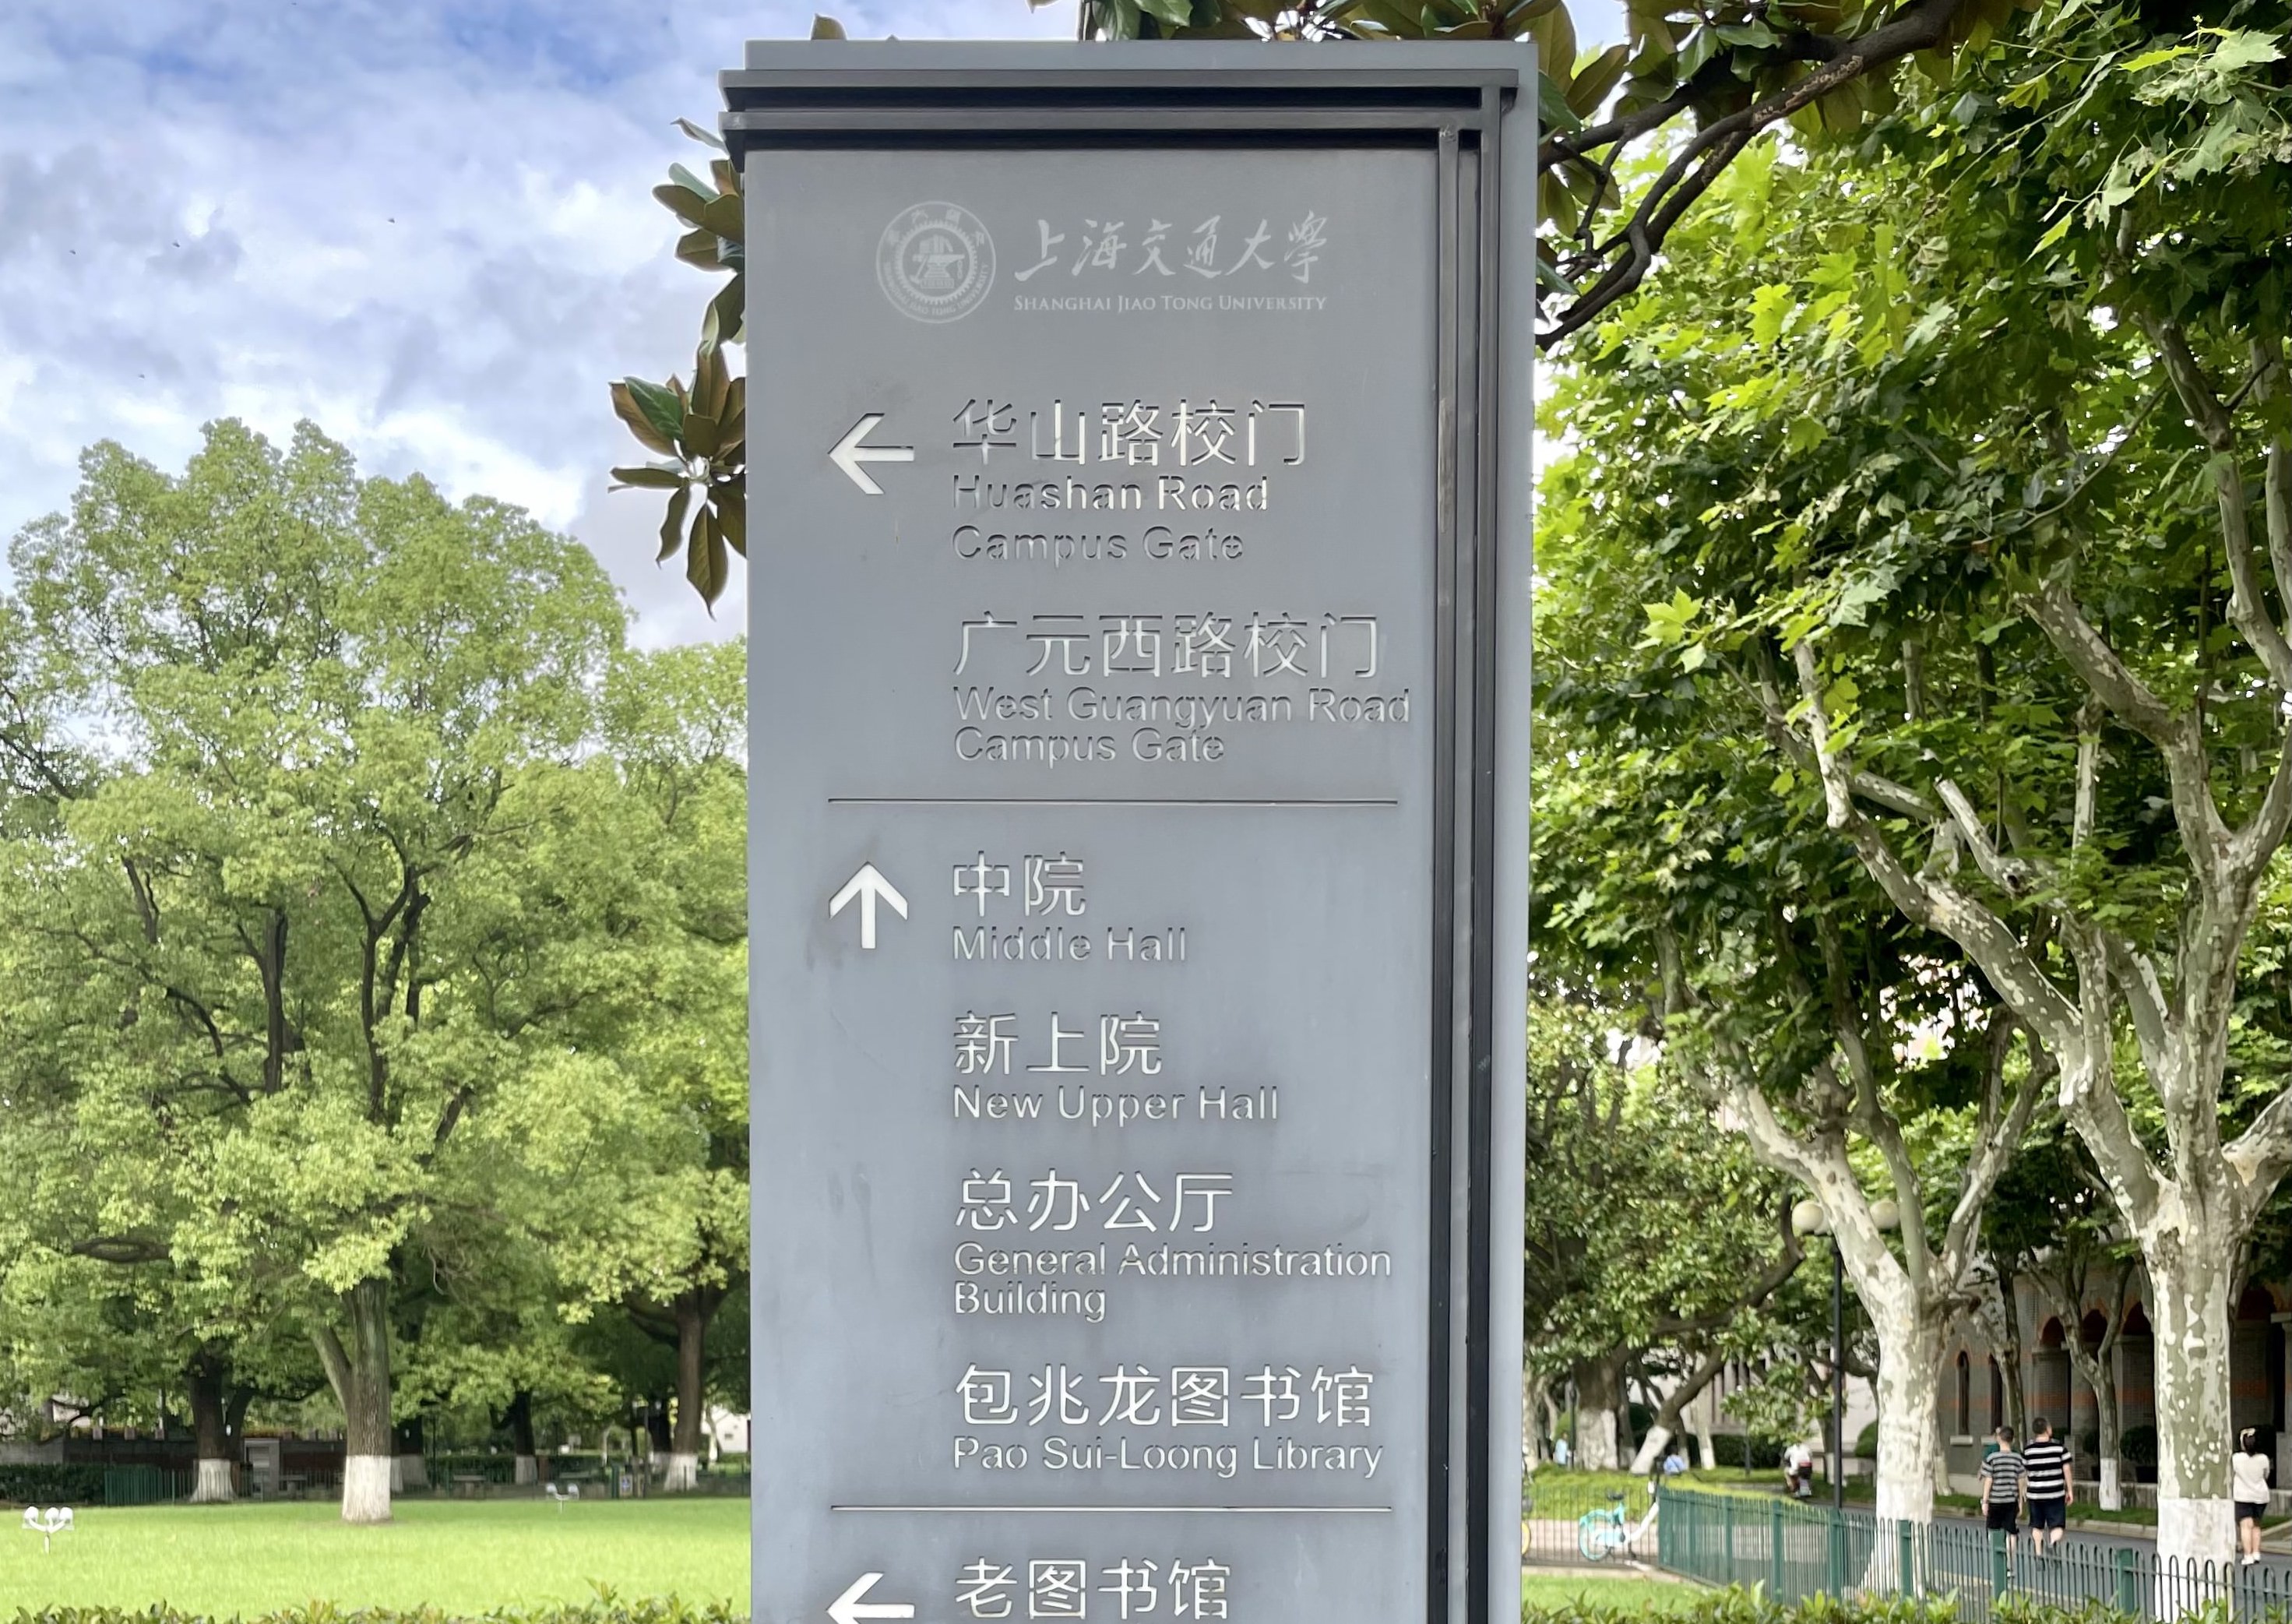 上海交通大學
SHANGHAI JIAO TONG UNIVERSITY
华山路校门
Huashan Road
Campus Gate
广元西路校门
West Guangyuan Road
Campus Gate
中院
Middle Hall
新上院
New Upper Hall
总办公厅
General Administration
Building
包兆龙图书馆
Pao Sui-Loong Library
老图书馆